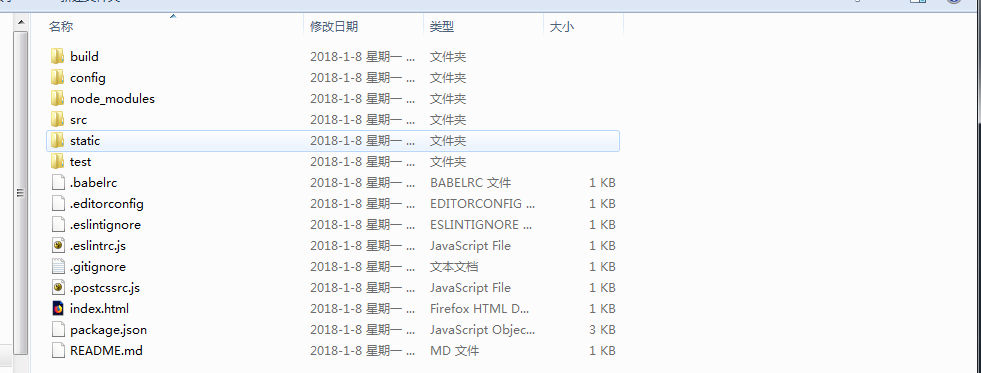 名称 修改日期 类型 大小
build 2018-1-8 星期一 ... 文件夹
config 2018-1-8 星期一 ... 文件夹
node_modules 2018-1-8 星期一 ... 文件夹
src 2018-1-8 星期一 ... 文件夹
static 2018-1-8 星期一 ... 文件夹
test 2018-1-8 星期一 ... 文件夹
.babelrc 2018-1-8 星期一 ... BABELRC 文件 1 KB
.editorconfig 2018-1-8 星期一 ... EDITORCONFIG ... 1 KB
.eslintignore 2018-1-8 星期一 ... ESLINTIGNORE ... 1 KB
.eslintrc.js 2018-1-8 星期一 ... JavaScript File 1 KB
.gitignore 2018-1-8 星期一 ... 文本文档 1 KB
.postcssrc.js 2018-1-8 星期一 ... JavaScript File 1 KB
index.html 2018-1-8 星期一 ... Firefox HTML D... 1 KB
package.json 2018-1-8 星期一 ... JavaScript Objec... 3 KB
README.md 2018-1-8 星期一 ... MD 文件 1 KB